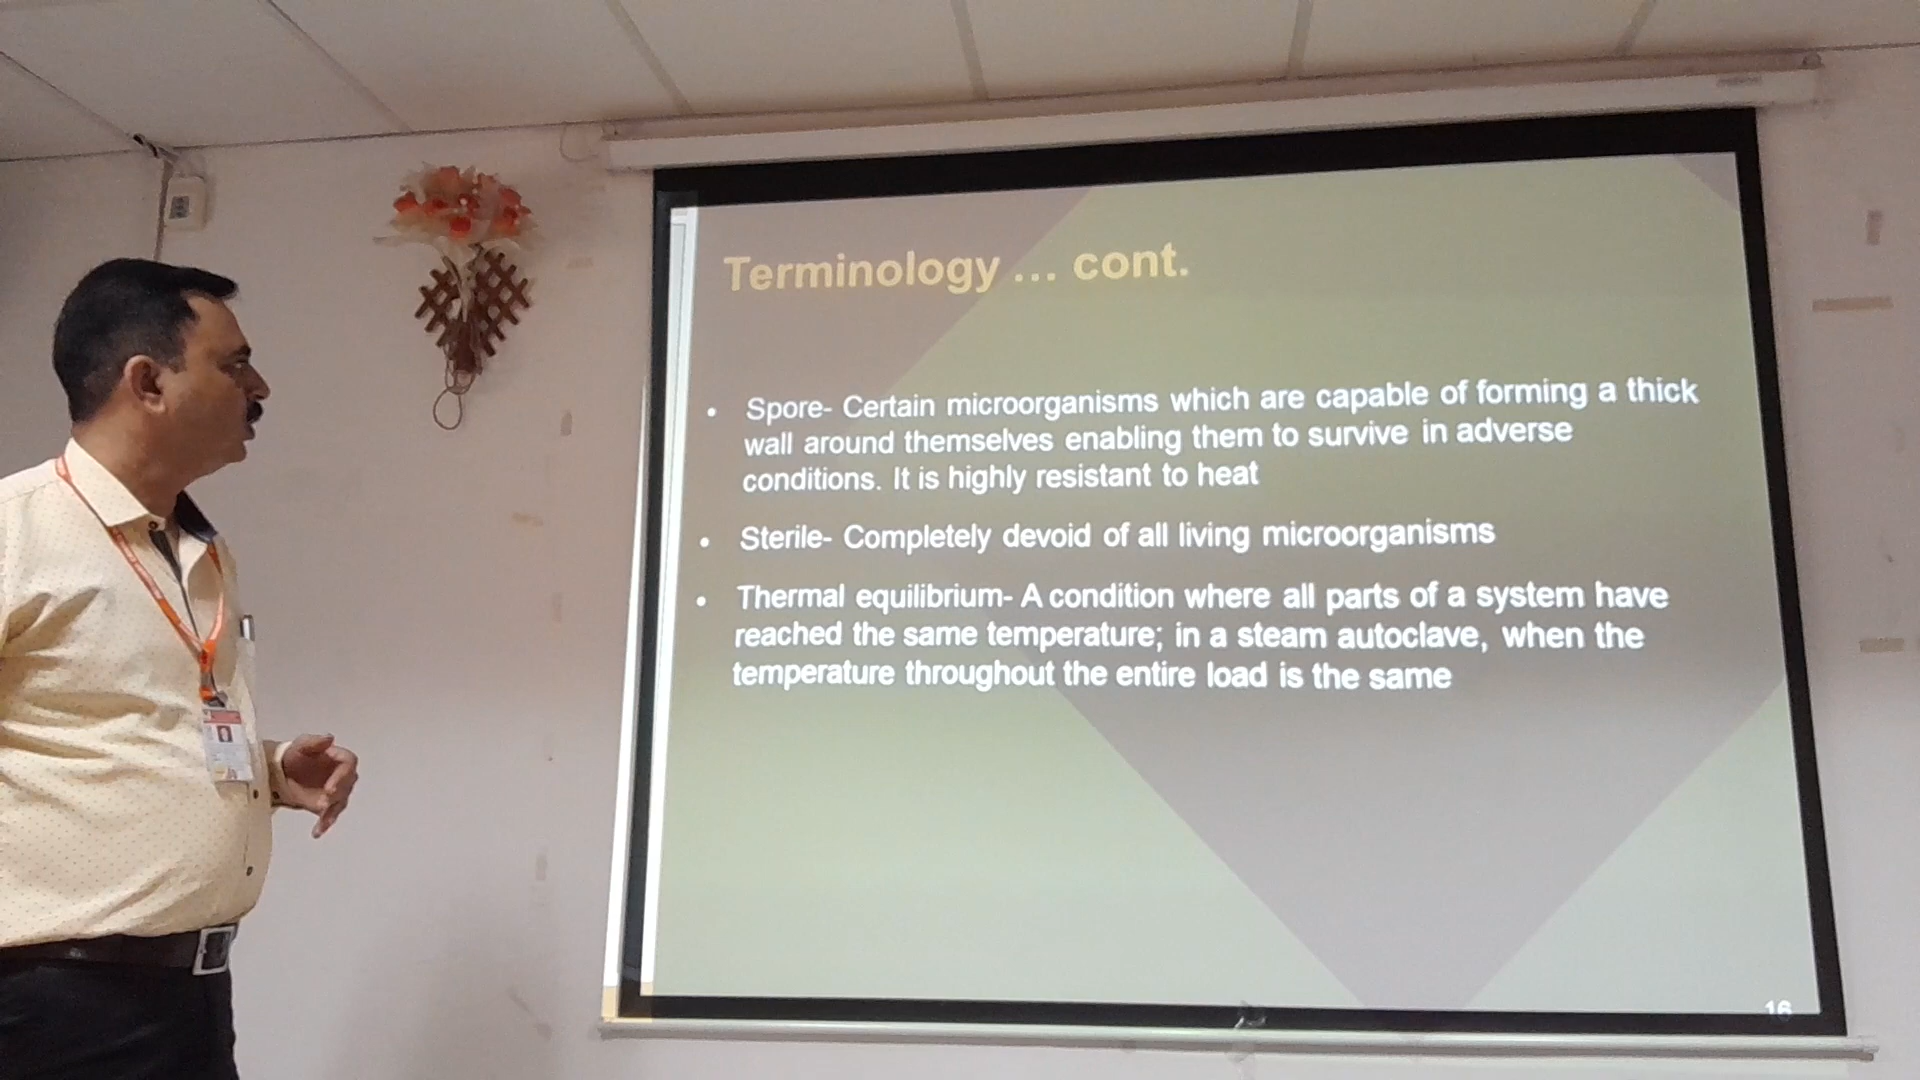 Terminology ... cont.
• Spore- Certain microorganisms which are capable of forming a thick
wall around themselves enabling them to survive in adverse
conditions. It is highly resistant to heat
• Sterile- Completely devoid of all living microorganisms
• Thermal equilibrium- A condition where all parts of a system have
reached the same temperature; in a steam autoclave, when the
temperature throughout the entire load is the same
16